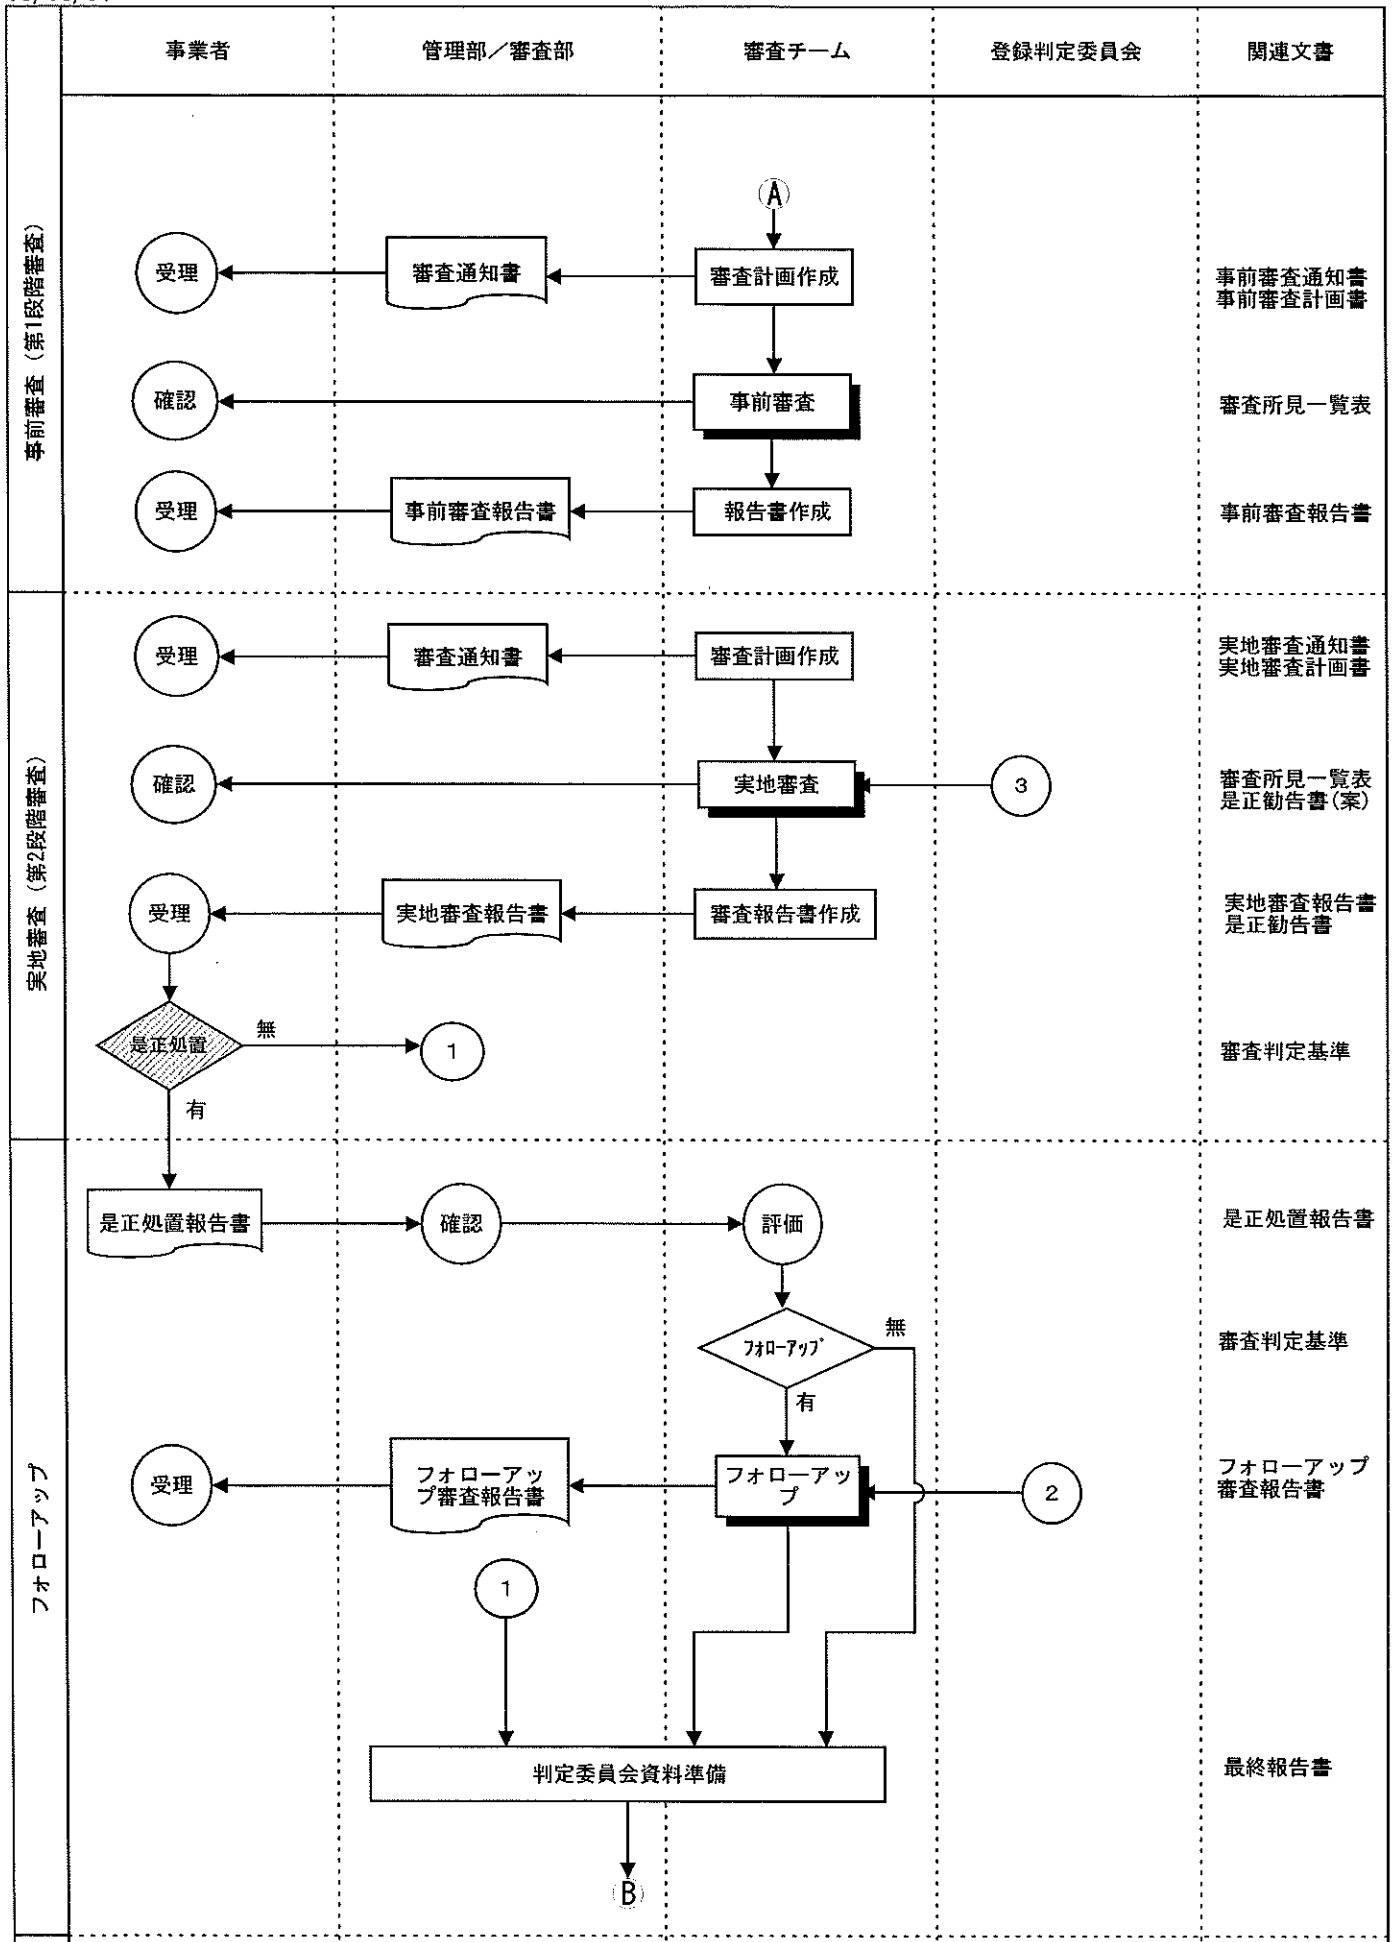 事業者
管理部／審査部
審査チーム
登録判定委員会
関連文書
事前審査（第1段階審査）
A
受理
審査通知書
審査計画作成
事前審査通知書
事前審査計画書
確認
事前審査
審査所見一覧表
受理
事前審査報告書
報告書作成
事前審査報告書
実地審査（第2段階審査）
受理
審査通知書
審査計画作成
実地審査通知書
実地審査計画書
確認
実地審査
3
審査所見一覧表
是正勧告書(案)
受理
実地審査報告書
審査報告書作成
実地審査報告書
是正勧告書
是正処置
無
1
審査判定基準
有
フォローアップ
是正処置報告書
確認
評価
是正処置報告書
フォローアップ
無
審査判定基準
有
受理
フォローアッ
プ審査報告書
フォローアッ
プ
2
フォローアップ
審査報告書
1
判定委員会資料準備
最終報告書
B